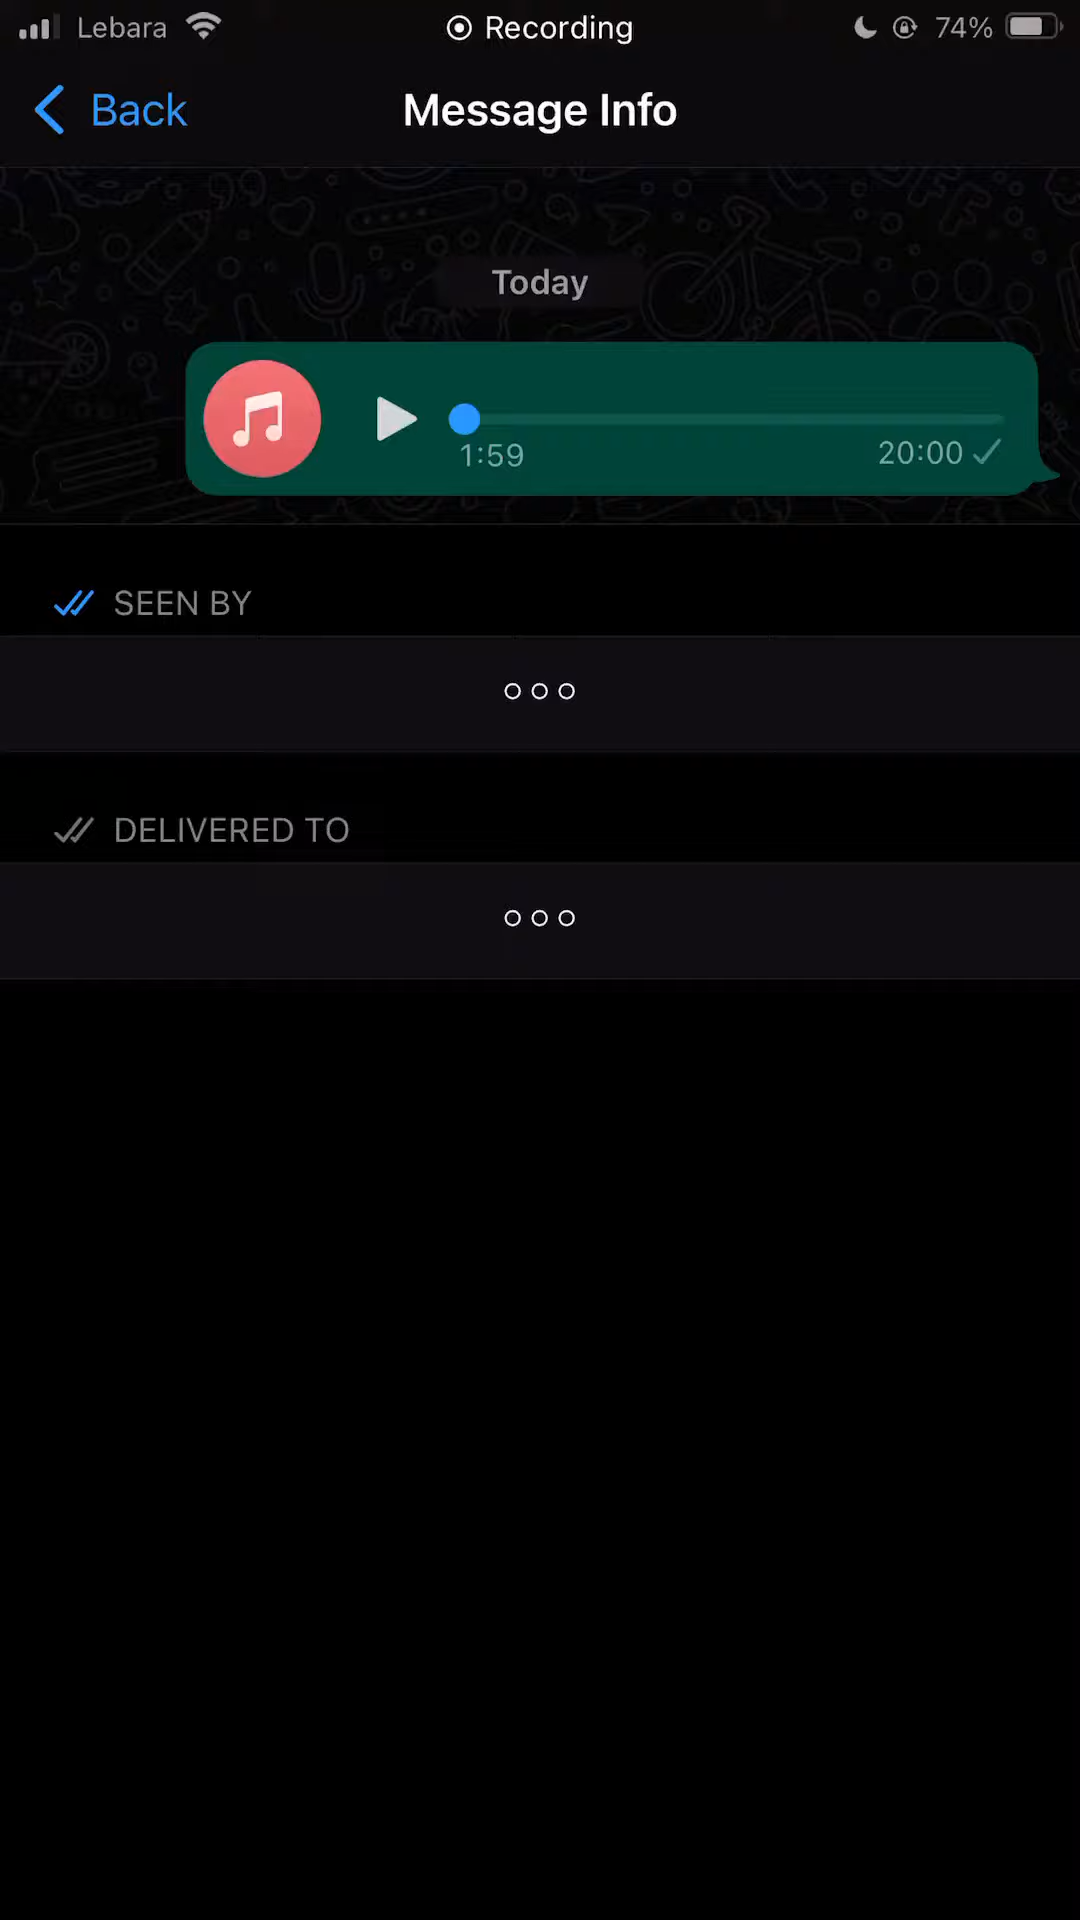 Lebara
Recording
74%
Back
Message Info
Today
1:59
20:00
SEEN BY
DELIVERED TO